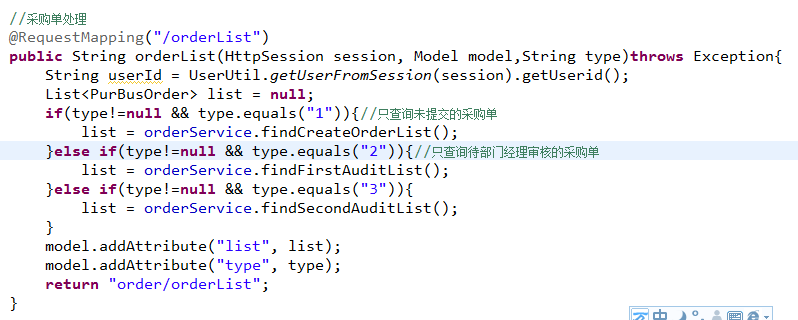 //采购单处理
@RequestMapping("/orderList")
public String orderList(HttpSession session, Model model,String type)throws Exception{
    String userId = UserUtil.getUserFromSession(session).getUserid();
    List<PurBusOrder> list = null;
    if(type!=null && type.equals("1")){//只查询未提交的采购单
        list = orderService.findCreateOrderList();
    }else if(type!=null && type.equals("2")){//只查询待部门经理审核的采购单
        list = orderService.findFirstAuditList();
    }else if(type!=null && type.equals("3")){
        list = orderService.findSecondAuditList();
    }
    model.addAttribute("list", list);
    model.addAttribute("type", type);
    return "order/orderList";
}
中